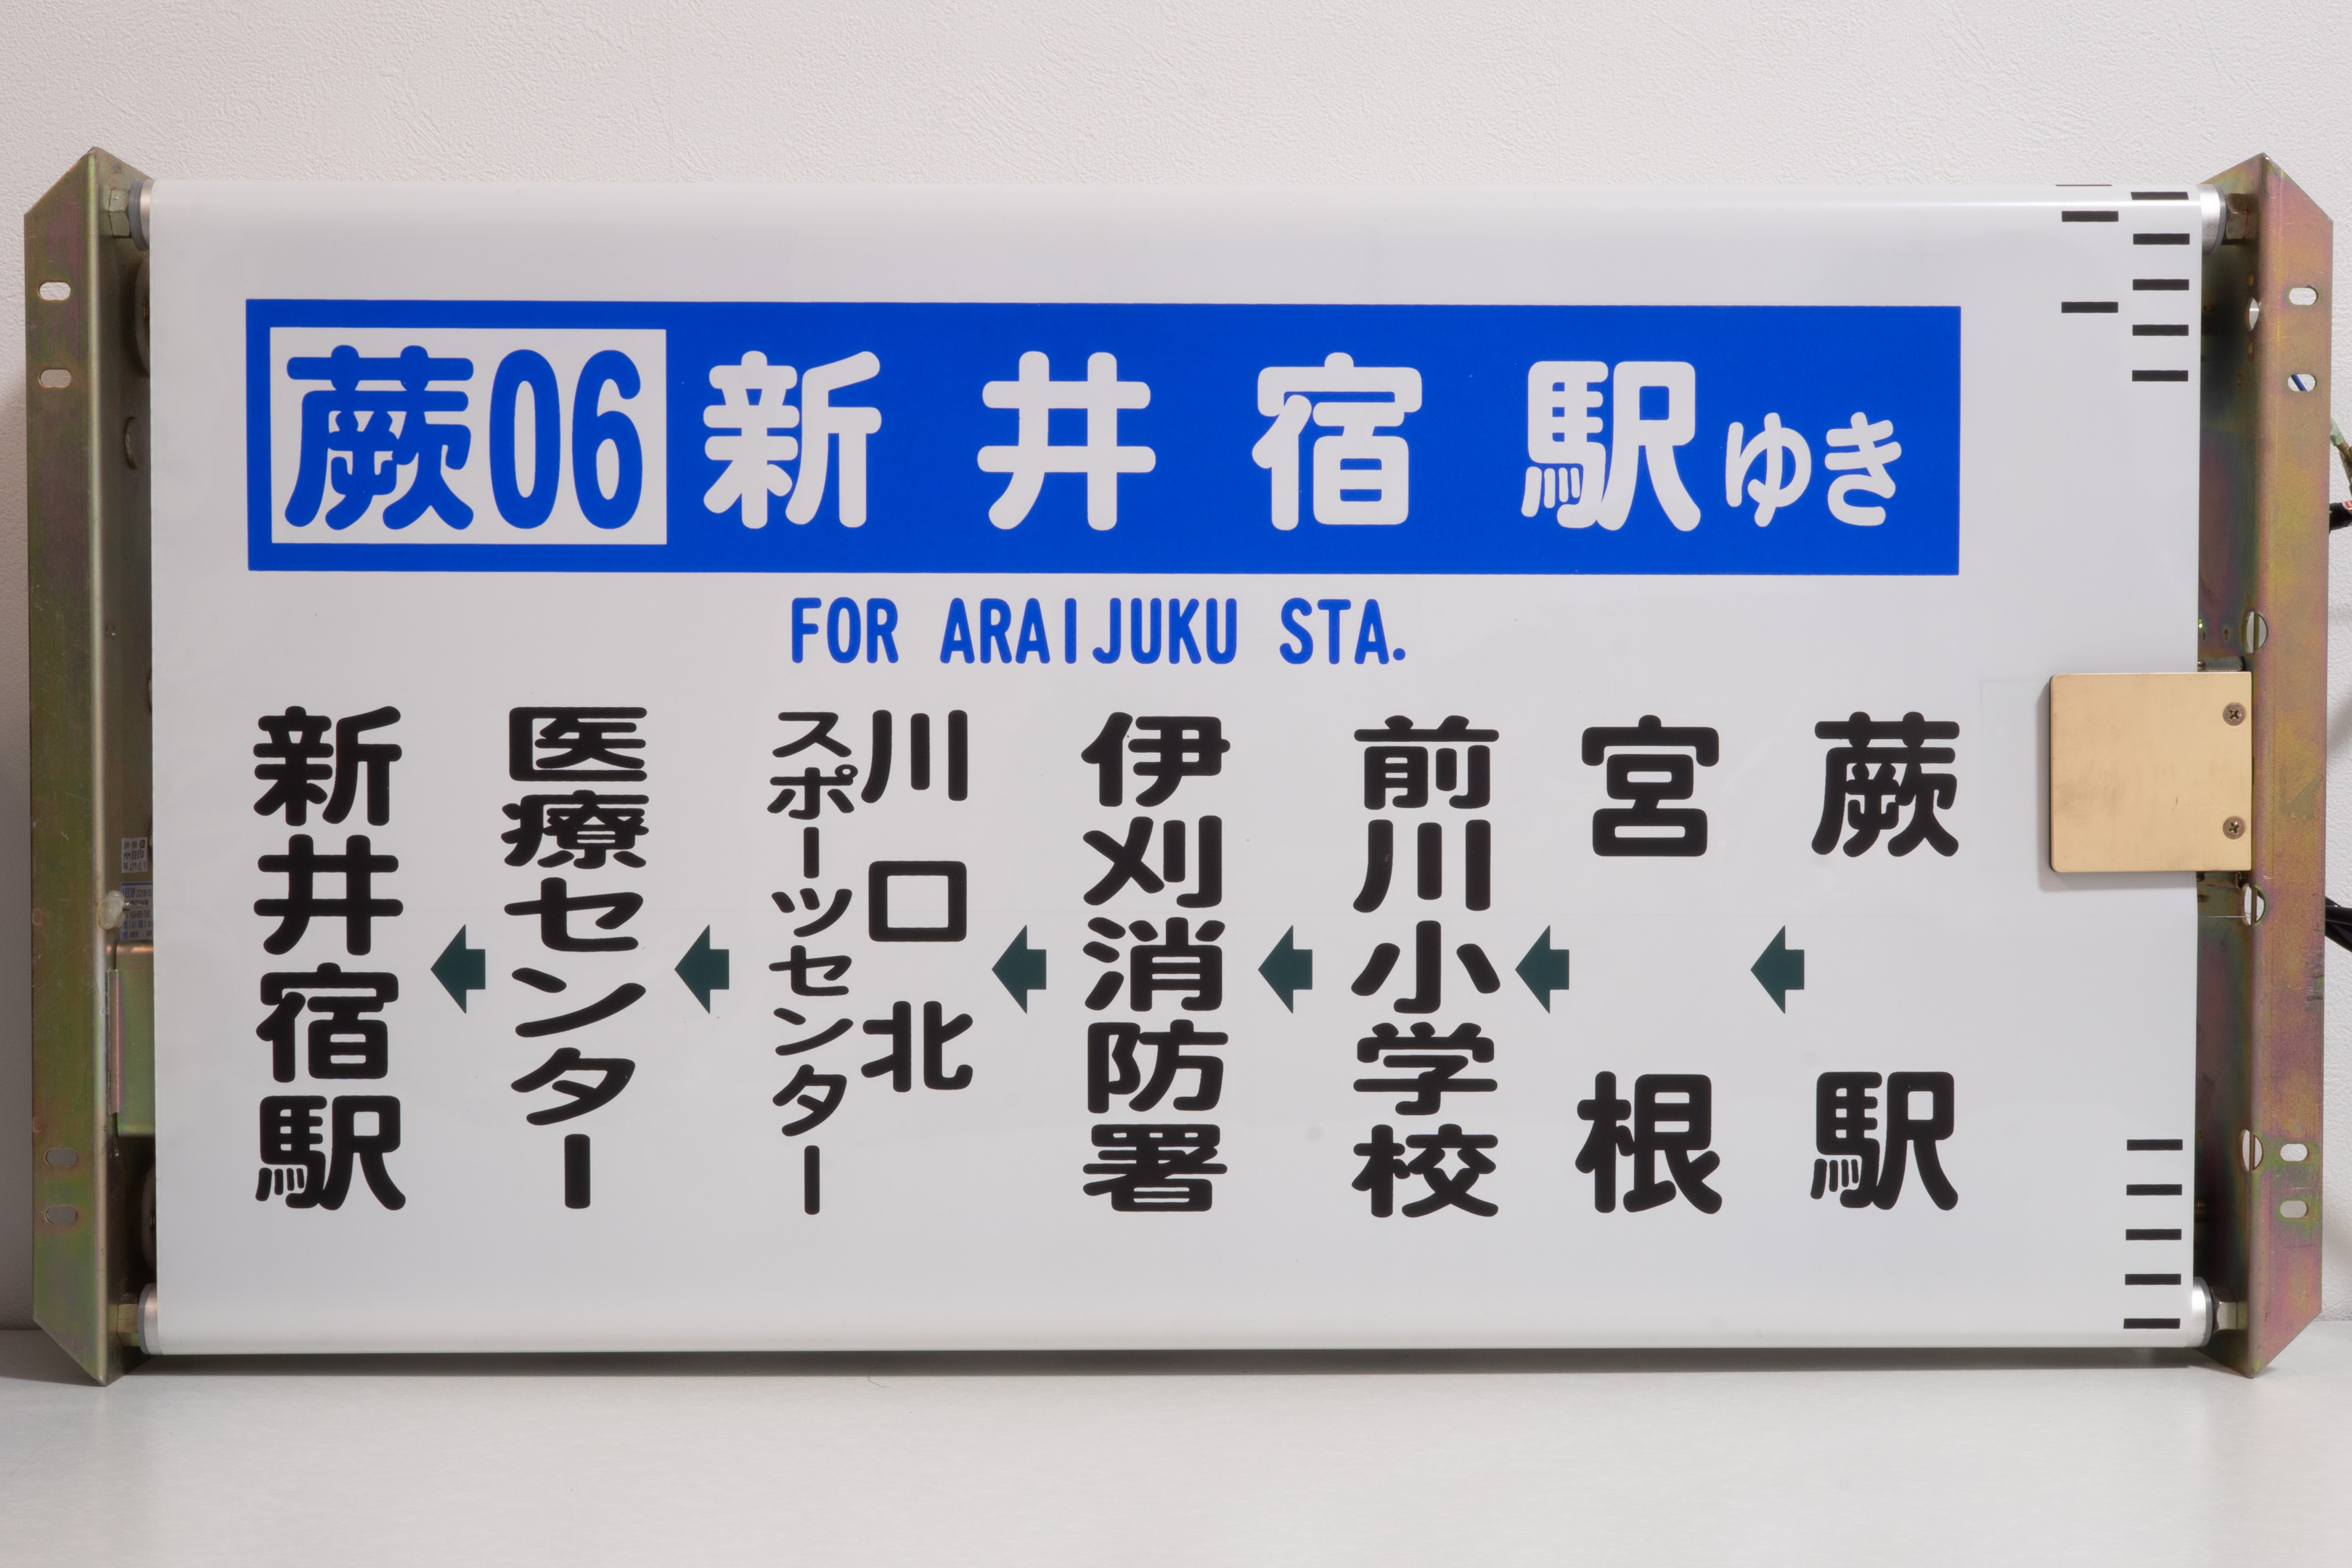 蕨06 新井宿駅ゆき
FOR ARAIJUKU STA.
蕨駅
←
宮根
←
前川小学校
←
伊刈消防署
←
川口北
スポーツセンター
←
医療センター
←
新井宿駅